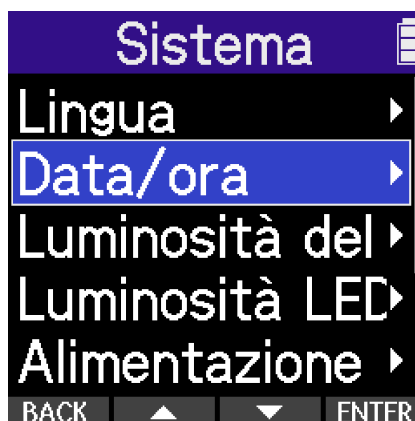 Sistema
Lingua
Data/ora
Luminosità del
Luminosità LED
Alimentazione
BACK ENTER